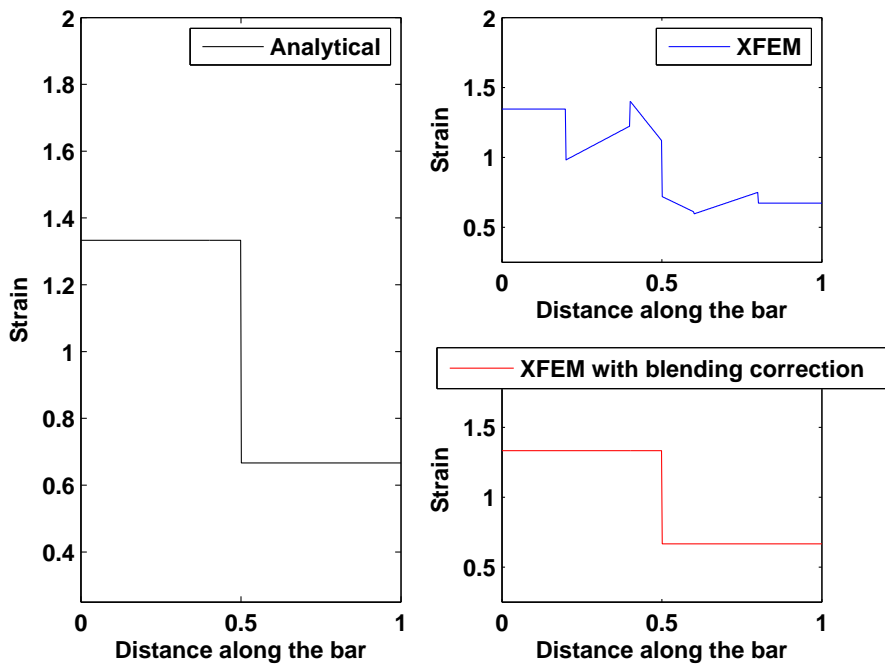 2
1.8
1.6
1.4
1.2
1
0.8
0.6
0.4
0 0.5 1
Strain
Distance along the bar
Analytical
2
1.5
1
0.5
0 0.5 1
Strain
Distance along the bar
XFEM
XFEM with blending correction
1.5
1
0.5
0 0.5 1
Strain
Distance along the bar